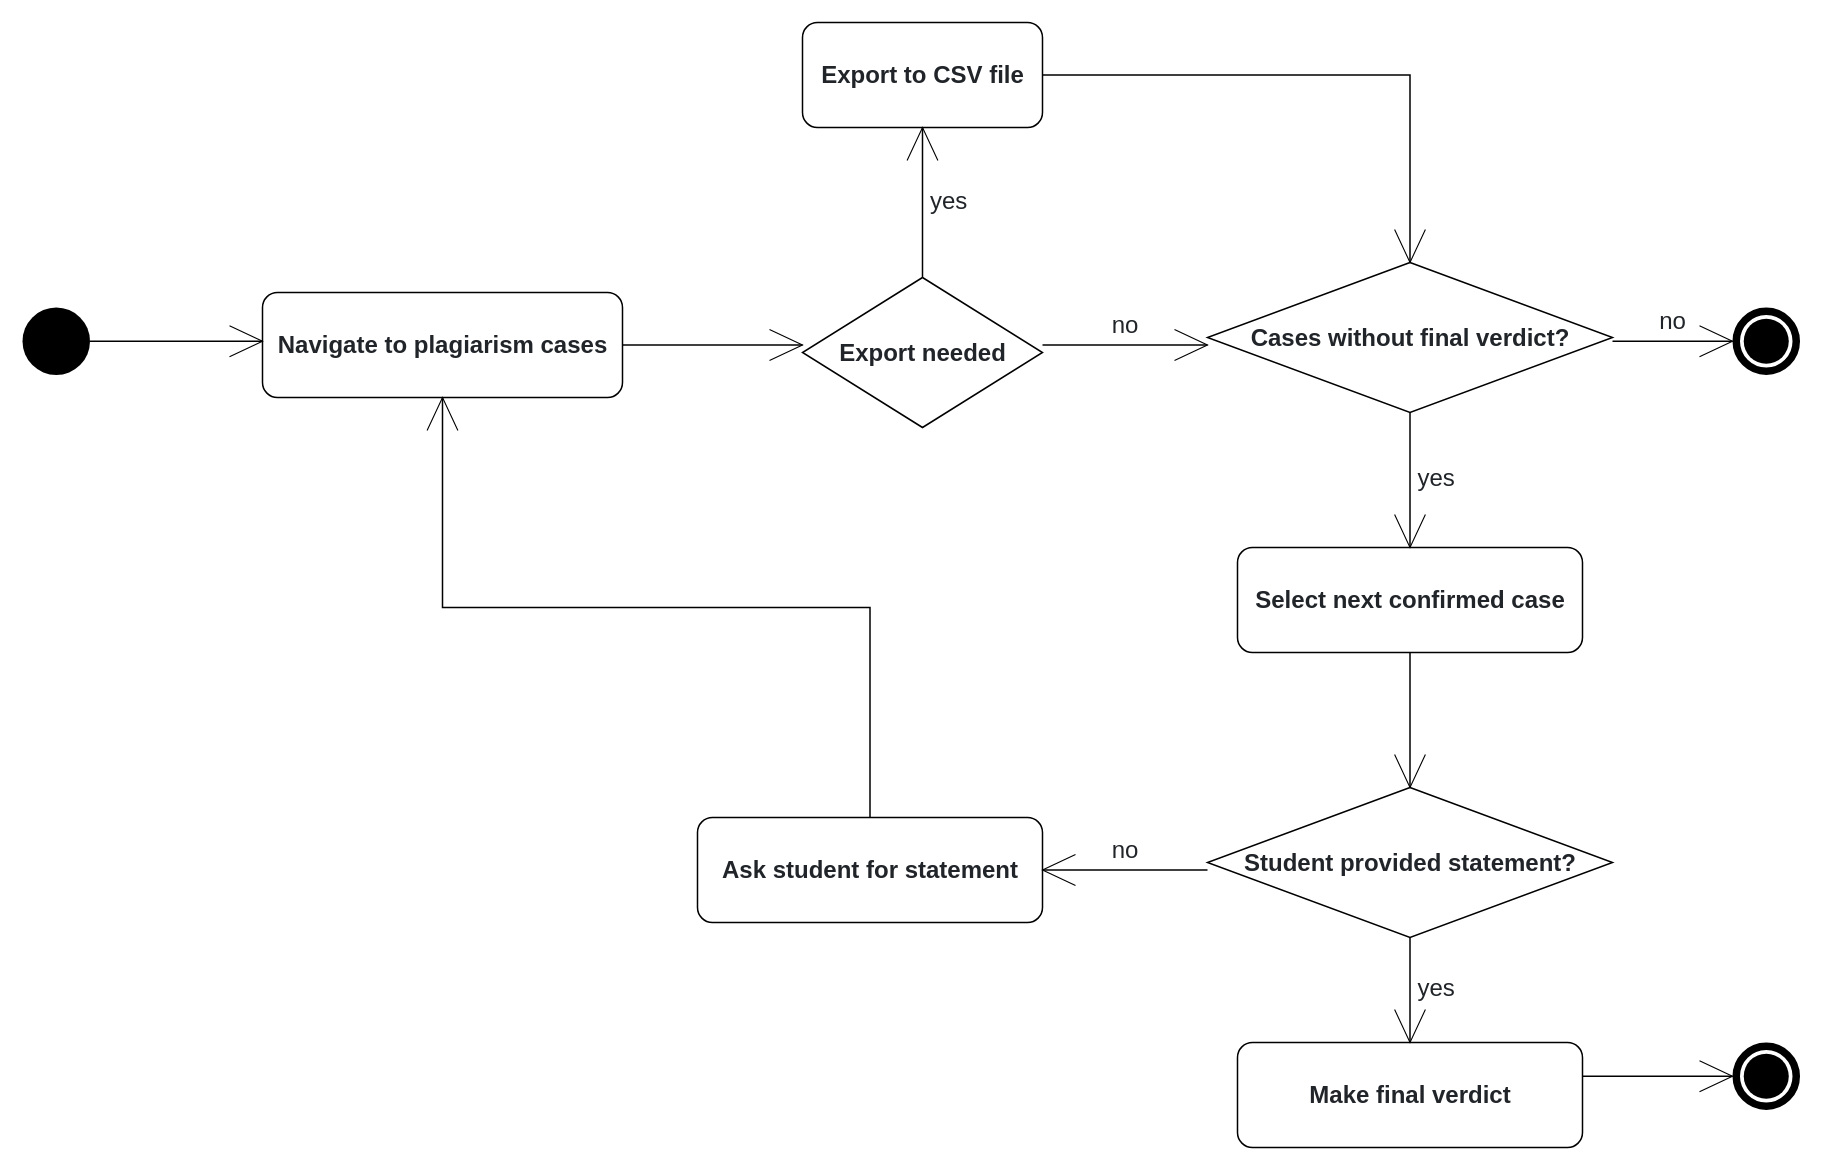 Export to CSV file
yes
Navigate to plagiarism cases
Export needed
no
Cases without final verdict?
no
yes
Select next confirmed case
Ask student for statement
no
Student provided statement?
yes
Make final verdict